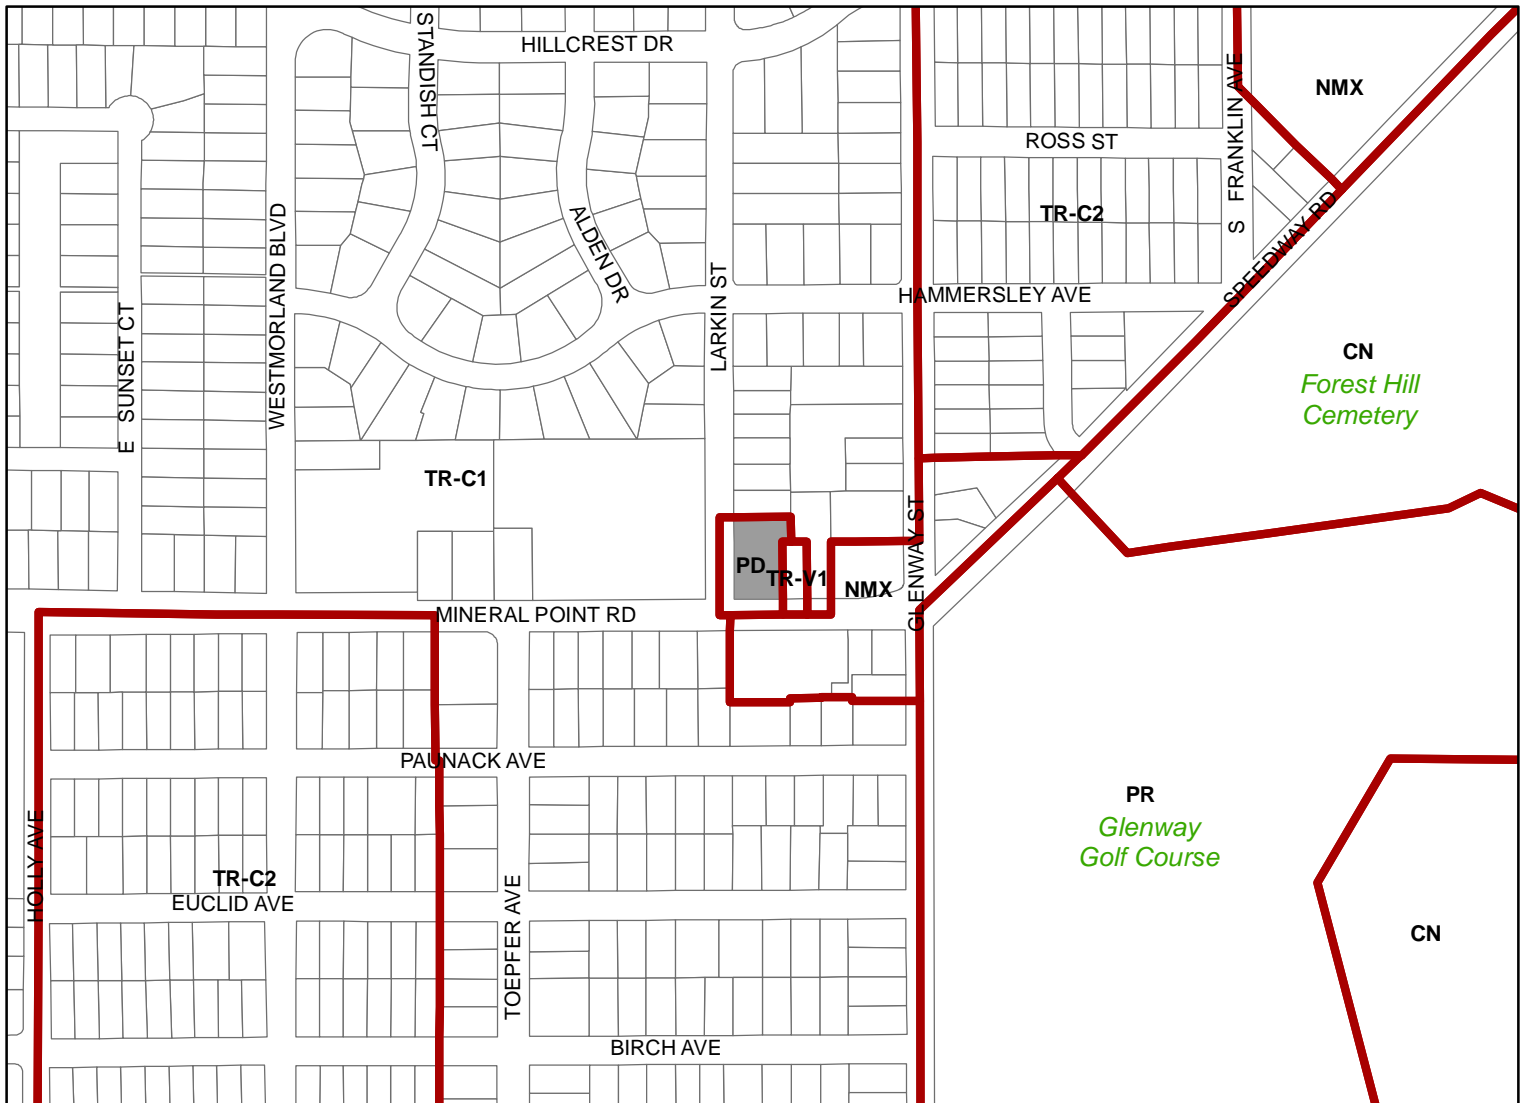 STANDISH CT
HILLCREST DR
NMX
S FRANKLIN AVE
ROSS ST
TR-C2
WESTMORLAND BLVD
ALDEN DR
SPEEDWAY RD
LARKIN ST
HAMMERSLEY AVE
E SUNSET CT
CN
Forest Hill
Cemetery
TR-C1
GLENWAY ST
PD
TR-V1
NMX
MINERAL POINT RD
PAUNACK AVE
PR
Glenway
Golf Course
HOLLY AVE
TR-C2
EUCLID AVE
TOEPFER AVE
CN
BIRCH AVE